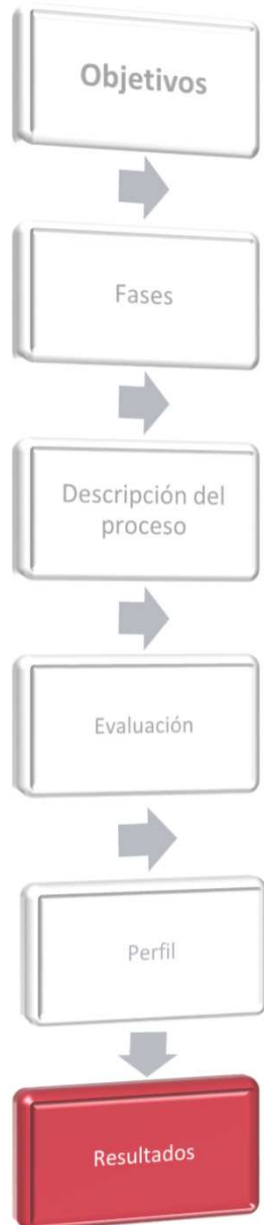 Objetivos
Fases
Descripción del
proceso
Evaluación
Perfil
Resultados